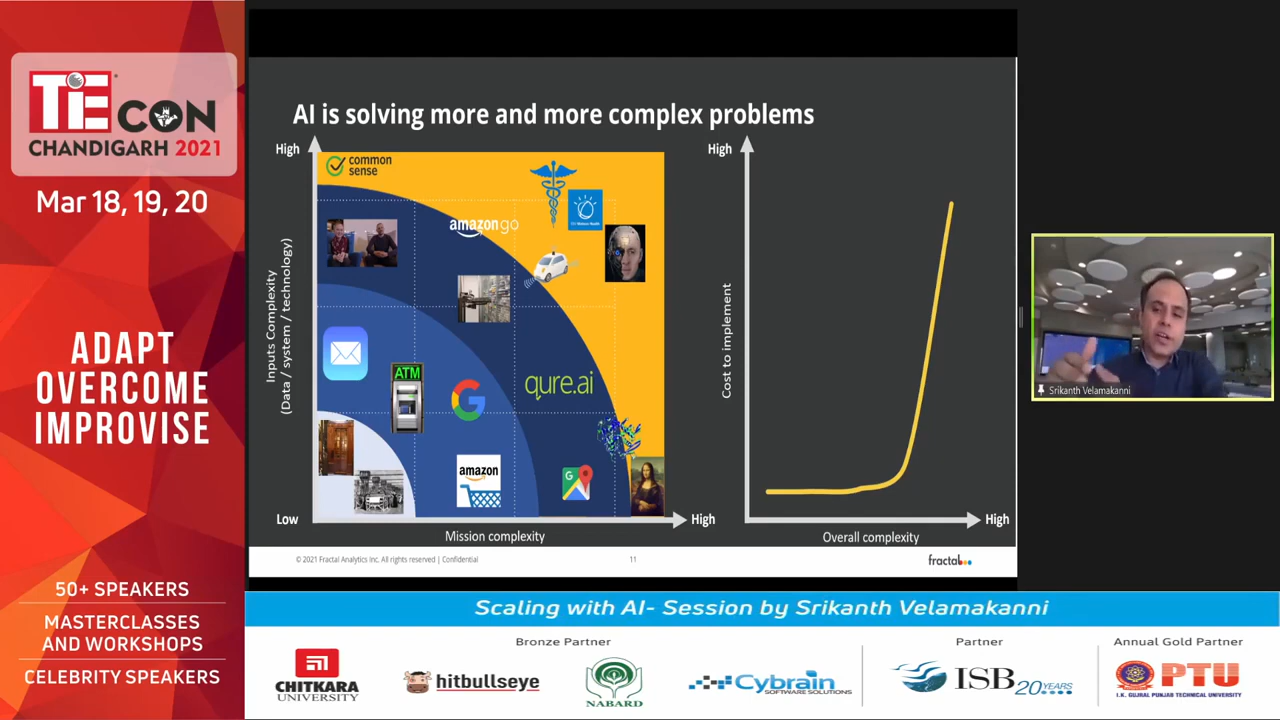 TiE CON
CHANDIGARH 2021
Mar 18, 19, 20
ADAPT
OVERCOME
IMPROVISE
50+ SPEAKERS
MASTERCLASSES
AND WORKSHOPS
CELEBRITY SPEAKERS
AI is solving more and more complex problems
High
common
sense
amazon go
ATM
G
qure.ai
amazon
Inputs Complexity
(Data / system / technology)
Low
High
Mission complexity
High
Cost to implement
High
Overall complexity
© 2021 Fractal Analytics Inc. All rights reserved | Confidential
11
fractal
Srikanth Velamakanni
Scaling with AI- Session by Srikanth Velamakanni
Bronze Partner
Partner
Annual Gold Partner
CHITKARA
UNIVERSITY
hitbullseye
NABARD
Cybrain
SOFTWARE SOLUTIONS
ISB 20 YEARS
PTU
I.K. GUJRAL PUNJAB TECHNICAL UNIVERSITY